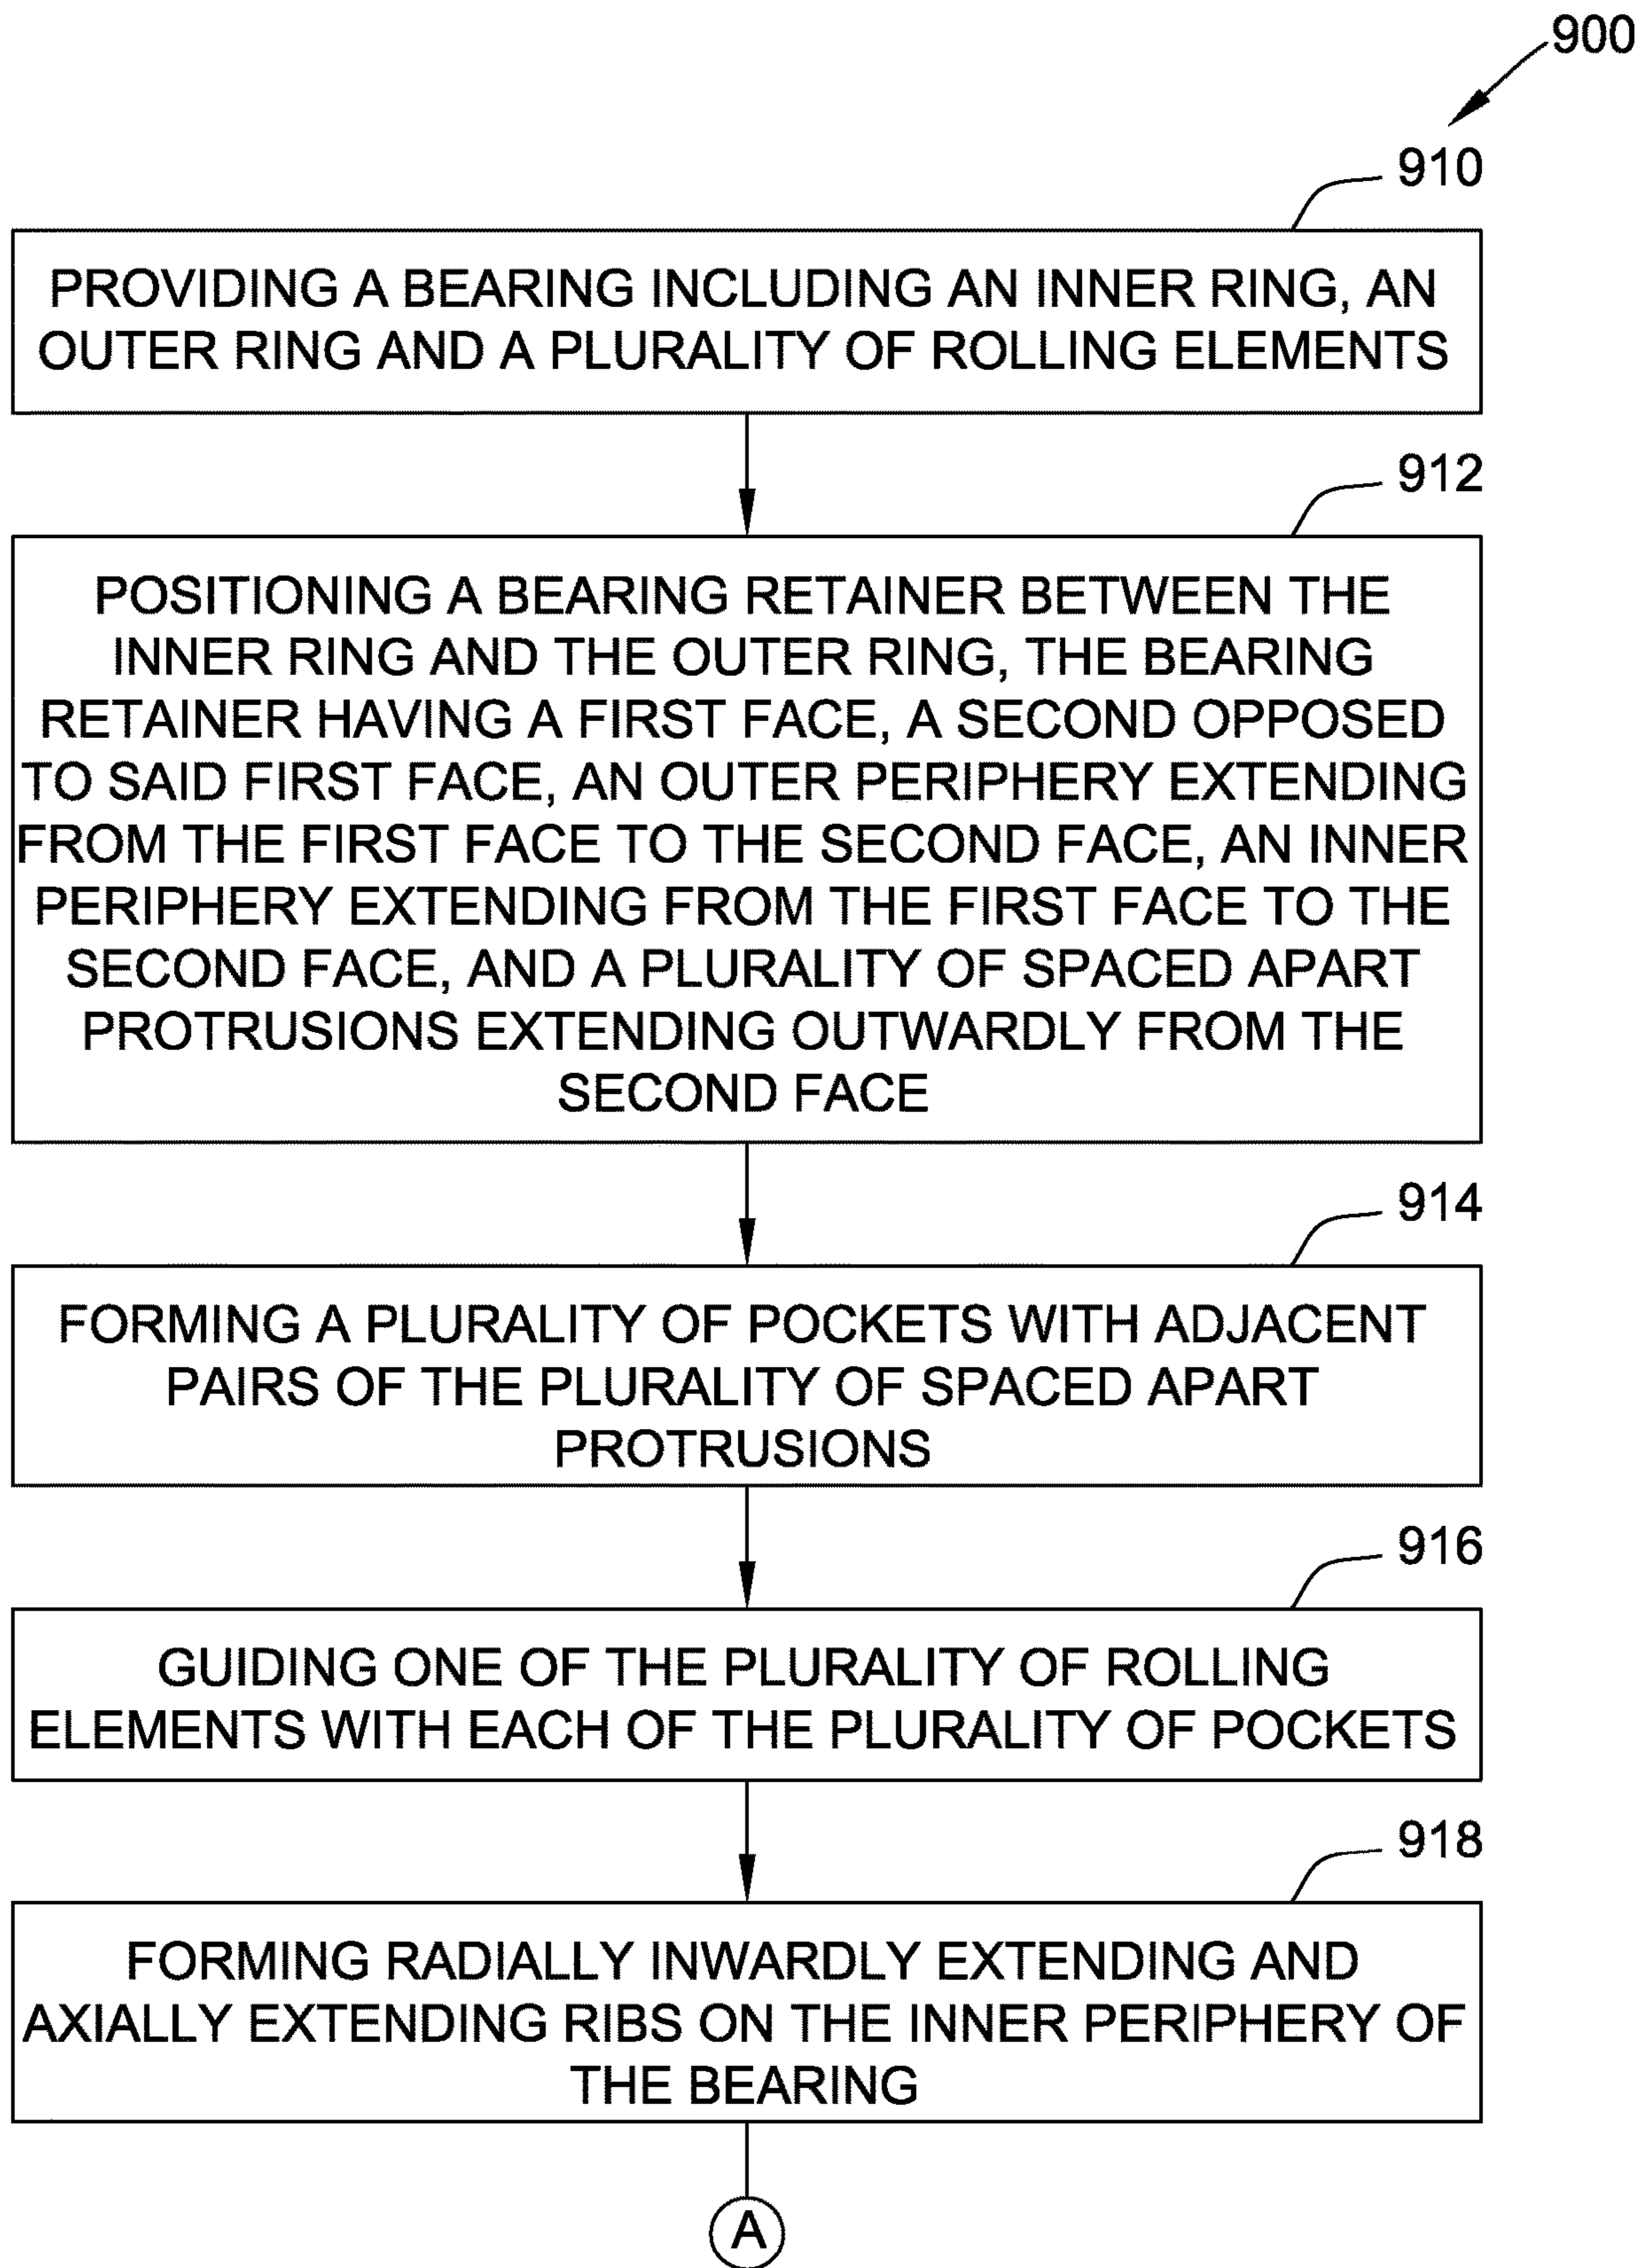 900
910
PROVIDING A BEARING INCLUDING AN INNER RING, AN
OUTER RING AND A PLURALITY OF ROLLING ELEMENTS
912
POSITIONING A BEARING RETAINER BETWEEN THE
INNER RING AND THE OUTER RING, THE BEARING
RETAINER HAVING A FIRST FACE, A SECOND OPPOSED
TO SAID FIRST FACE, AN OUTER PERIPHERY EXTENDING
FROM THE FIRST FACE TO THE SECOND FACE, AN INNER
PERIPHERY EXTENDING FROM THE FIRST FACE TO THE
SECOND FACE, AND A PLURALITY OF SPACED APART
PROTRUSIONS EXTENDING OUTWARDLY FROM THE
SECOND FACE
914
FORMING A PLURALITY OF POCKETS WITH ADJACENT
PAIRS OF THE PLURALITY OF SPACED APART
PROTRUSIONS
916
GUIDING ONE OF THE PLURALITY OF ROLLING
ELEMENTS WITH EACH OF THE PLURALITY OF POCKETS
918
FORMING RADIALLY INWARDLY EXTENDING AND
AXIALLY EXTENDING RIBS ON THE INNER PERIPHERY OF
THE BEARING
A